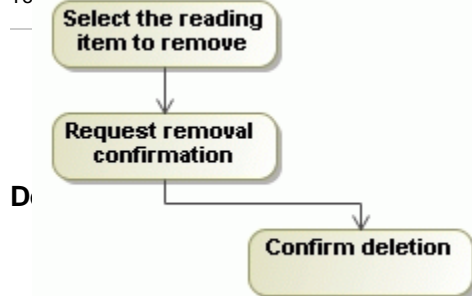 Select the reading
item to remove
Request removal
confirmation
Confirm deletion